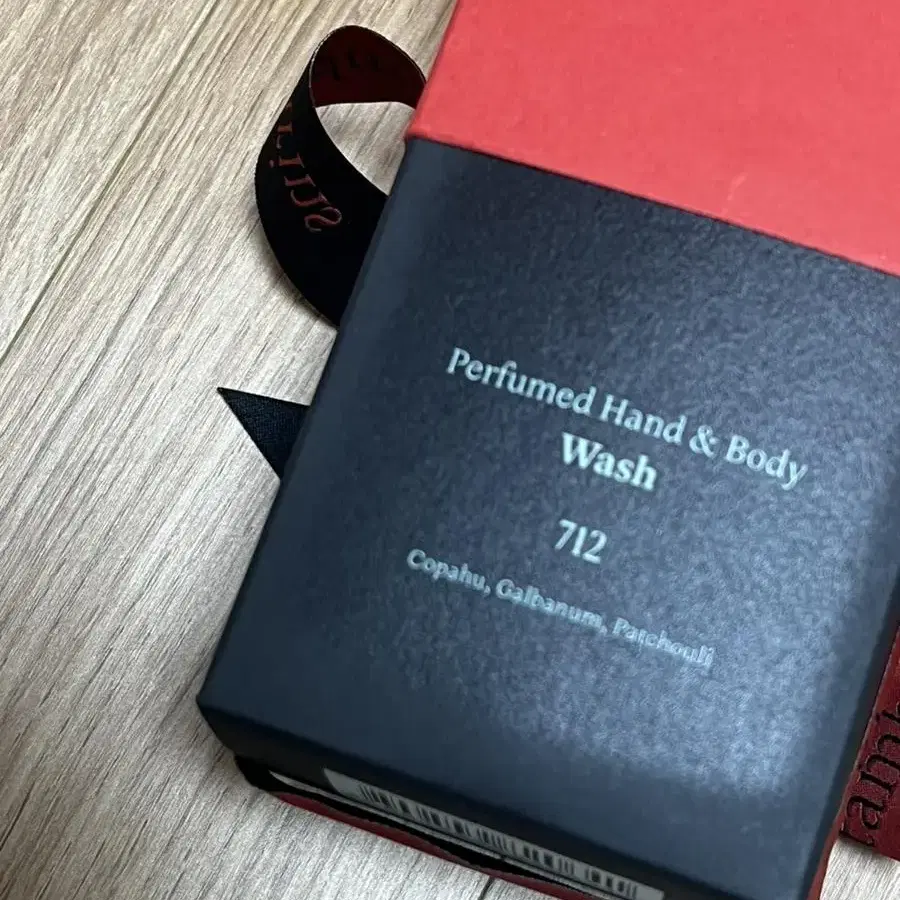 Perfumed Hand & Body
Wash
712
Copahu, Galbanum, Patchouli